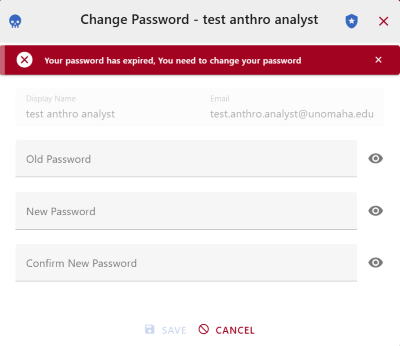 Change Password - test anthro analyst
Your password has expired, You need to change your password
Display Name
Email
test anthro analyst
test.anthro.analyst@unomaha.edu
Old Password
New Password
Confirm New Password
SAVE
CANCEL